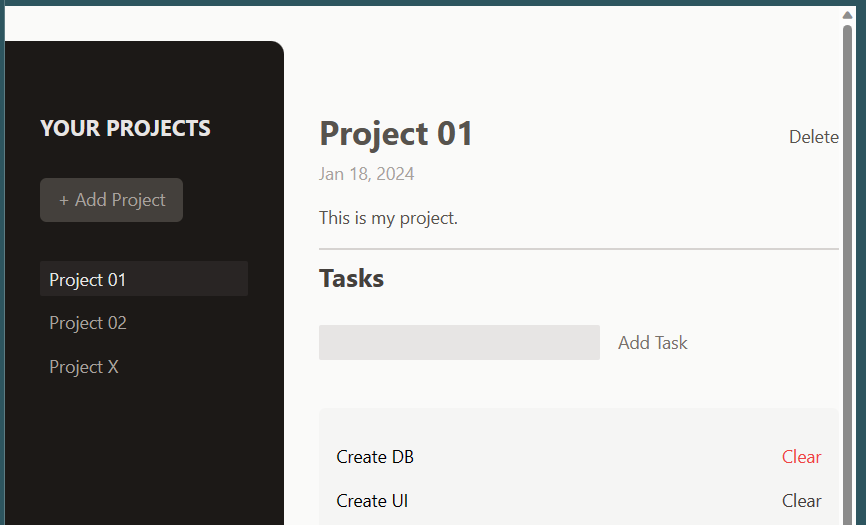 YOUR PROJECTS
+ Add Project
Project 01
Project 02
Project X
Project 01
Delete
Jan 18, 2024
This is my project.
Tasks
Add Task
Create DB
Clear
Create UI
Clear